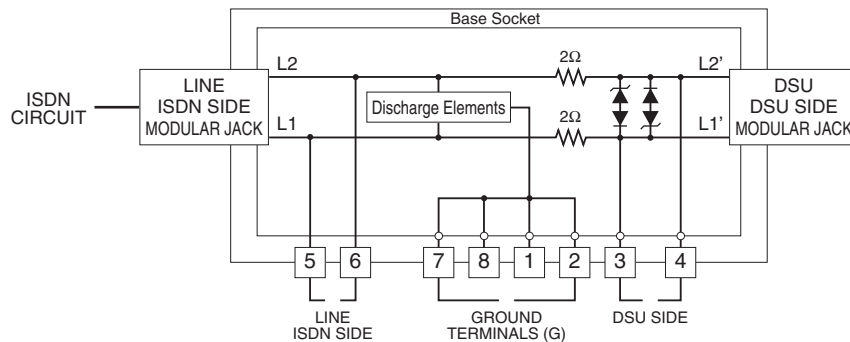 Base Socket
ISDN
CIRCUIT
LINE
ISDN SIDE
MODULAR JACK
L2
L1
Discharge Elements
2Ω
2Ω
L2'
L1'
DSU
DSU SIDE
MODULAR JACK
5 6 7 8 1 2 3 4
LINE
ISDN SIDE
GROUND
TERMINALS (G)
DSU SIDE